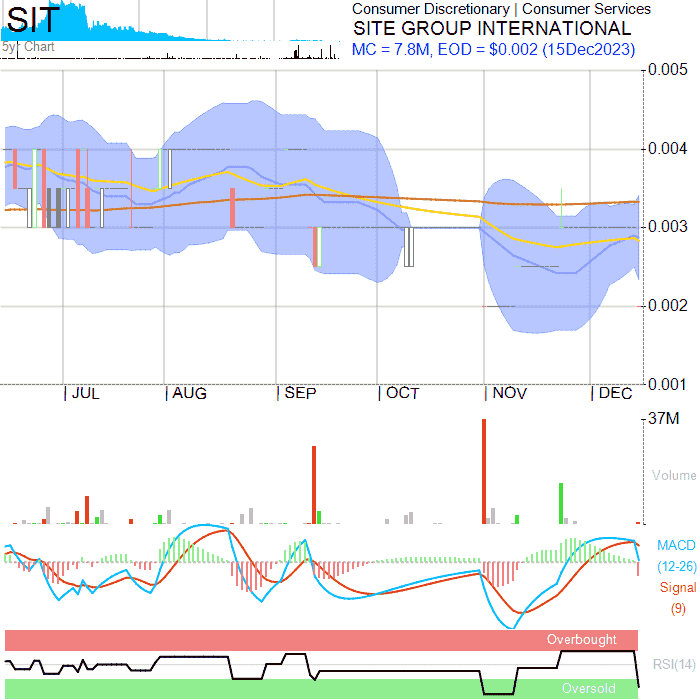 SIT
5yr Chart
Consumer Discretionary | Consumer Services
SITE GROUP INTERNATIONAL
MC = 7.8M, EOD = $0.002 (15Dec2023)
0.005
0.004
0.003
0.002
0.001
JUL
AUG
SEP
OCT
NOV
DEC
37M
Volume
MACD
(12-26)
Signal
(9)
Overbought
RSI(14)
Oversold